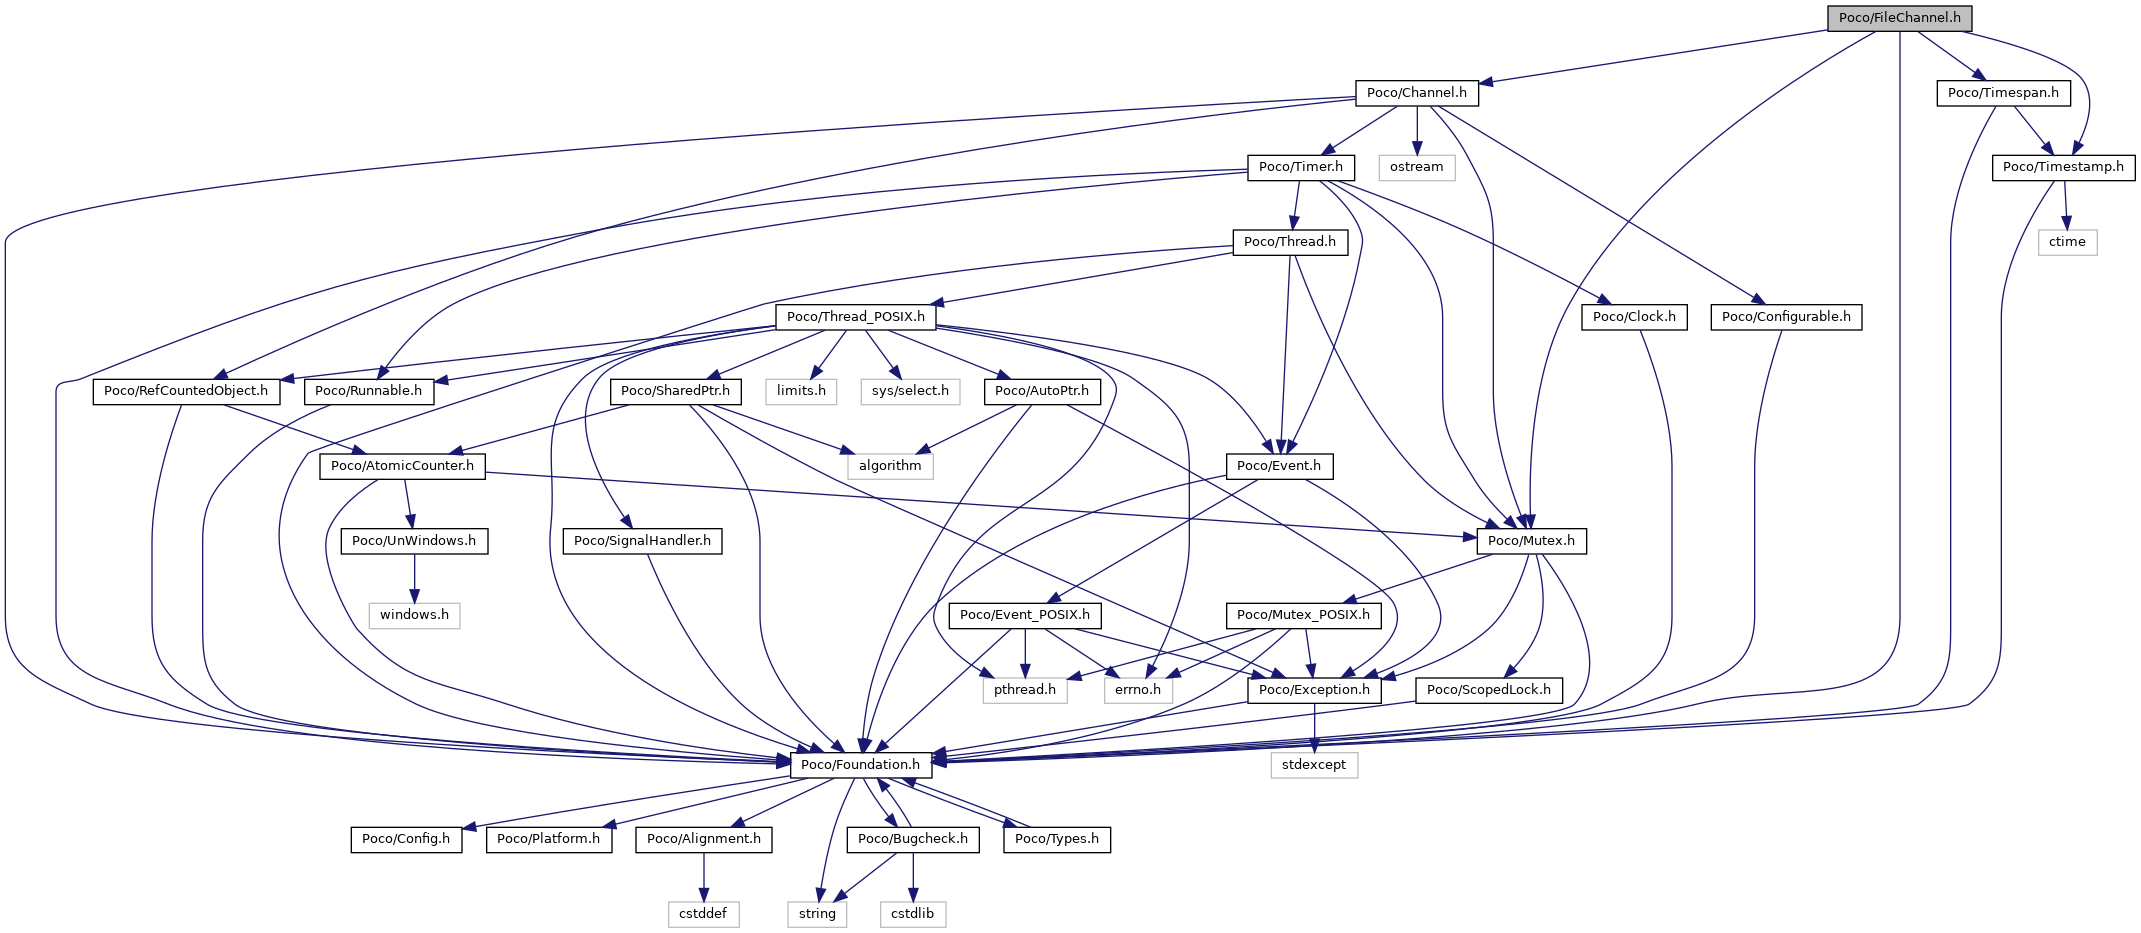 Poco/FileChannel.h
Poco/Channel.h
Poco/Timespan.h
Poco/Timer.h
ostream
Poco/Timestamp.h
Poco/Thread.h
ctime
Poco/Thread_POSIX.h
Poco/Clock.h
Poco/Configurable.h
Poco/RefCountedObject.h
Poco/Runnable.h
Poco/SharedPtr.h
limits.h
sys/select.h
Poco/AutoPtr.h
Poco/AtomicCounter.h
algorithm
Poco/Event.h
Poco/UnWindows.h
Poco/SignalHandler.h
Poco/Mutex.h
windows.h
Poco/Event_POSIX.h
Poco/Mutex_POSIX.h
pthread.h
errno.h
Poco/Exception.h
Poco/ScopedLock.h
Poco/Foundation.h
stdexcept
Poco/Config.h
Poco/Platform.h
Poco/Alignment.h
Poco/Bugcheck.h
Poco/Types.h
cstddef
string
cstdlib